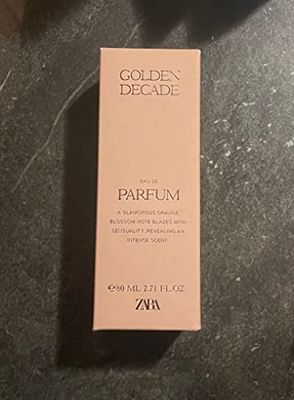 GOLDEN
DECADE
EAU DE
PARFUM
A GLAMOROUS ORANGE
BLOSSOM NOTE BLAZES WITH
SENSUALITY, REVEALING AN
INTENSE SCENT
℮80 ML 2.71 FL.OZ.
ZARA